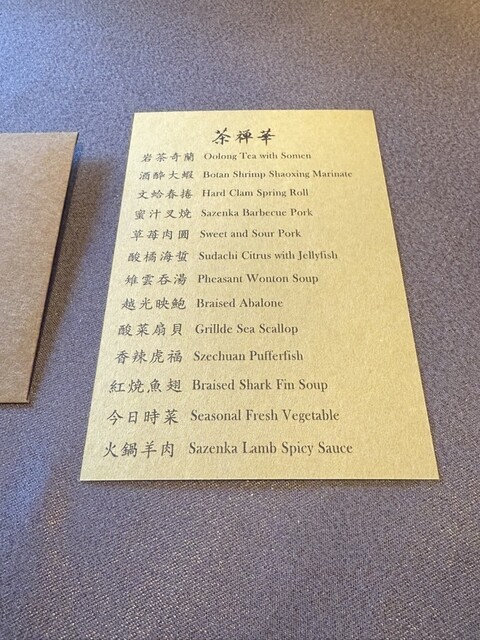 茶禅華
岩茶奇蘭 Oolong Tea with Somen
酒醉大蝦 Botan Shrimp Shaoxing Marinate
文蛤春捲 Hard Clam Spring Roll
蜜汁叉焼 Sazenka Barbecue Pork
草莓肉圓 Sweet and Sour Pork
酸橘海蜇 Sudachi Citrus with Jellyfish
雉雲吞湯 Pheasant Wonton Soup
越光映鮑 Braised Abalone
酸菜扇貝 Grillde Sea Scallop
香辣虎福 Szechuan Pufferfish
紅焼魚翅 Braised Shark Fin Soup
今日時菜 Seasonal Fresh Vegetable
火鍋羊肉 Sazenka Lamb Spicy Sauce